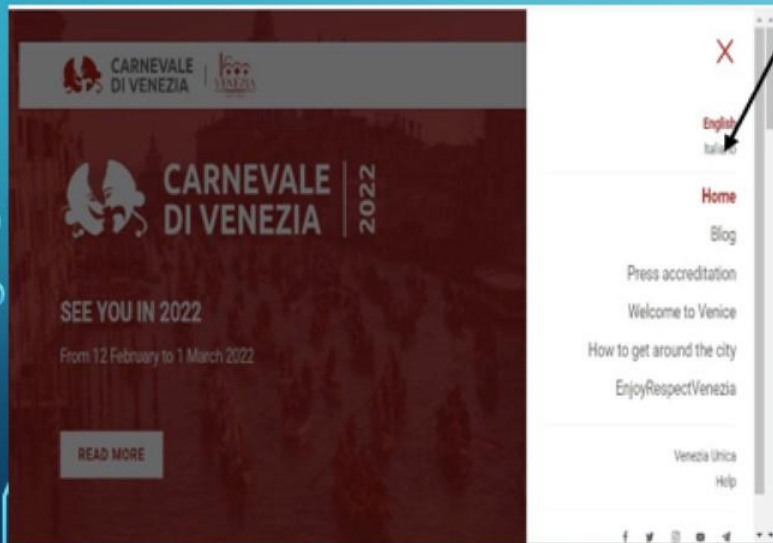 CARNEVALE
DI VENEZIA
VENEZIA
CARNEVALE
DI VENEZIA
2022
SEE YOU IN 2022
From 12 February to 1 March 2022
READ MORE
X
English
Italiano
Home
Blog
Press accreditation
Welcome to Venice
How to get around the city
EnjoyRespectVenezia
Venezia Unica
Help